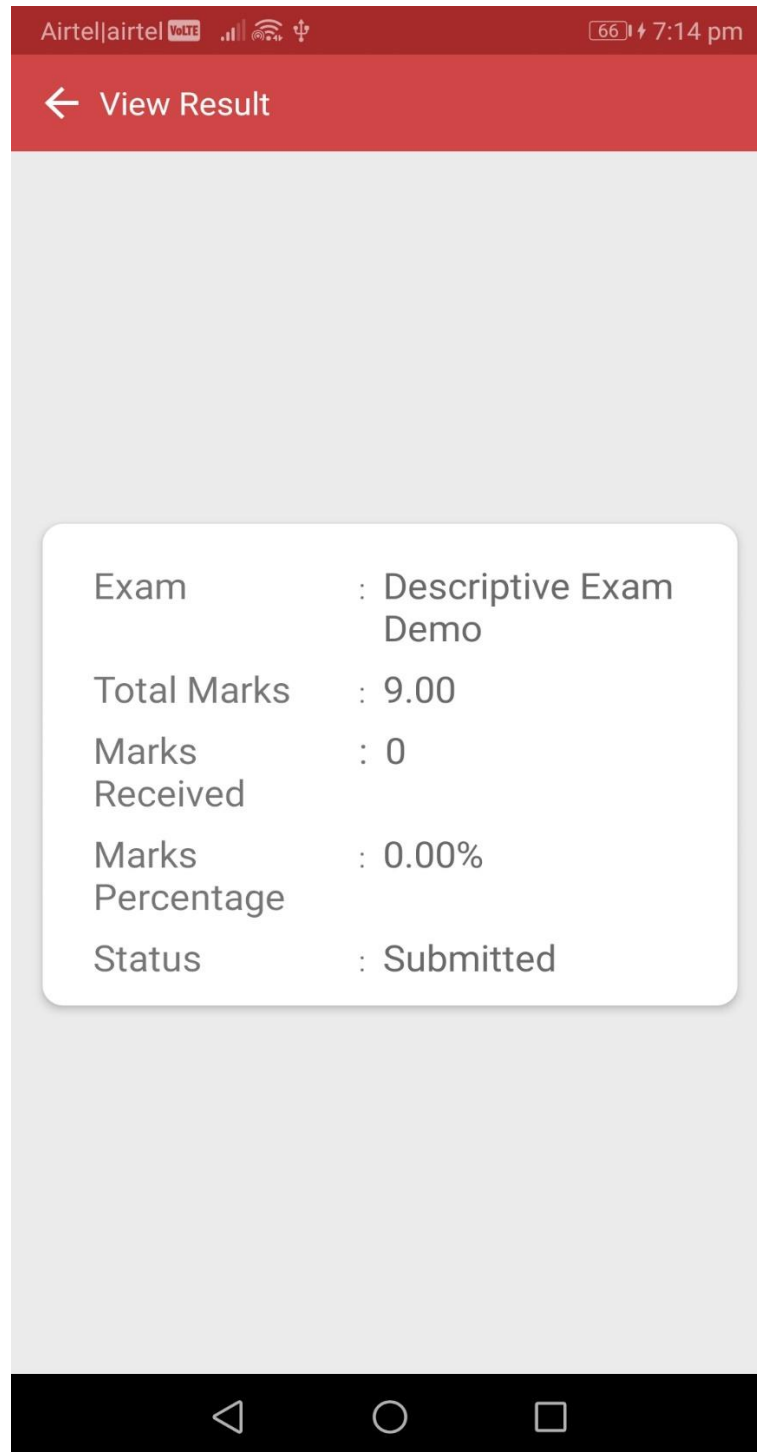 Airtel|airtel VoLTE 66 7:14 pm
View Result
Exam : Descriptive Exam
Demo
Total Marks : 9.00
Marks : 0
Received
Marks : 0.00%
Percentage
Status : Submitted